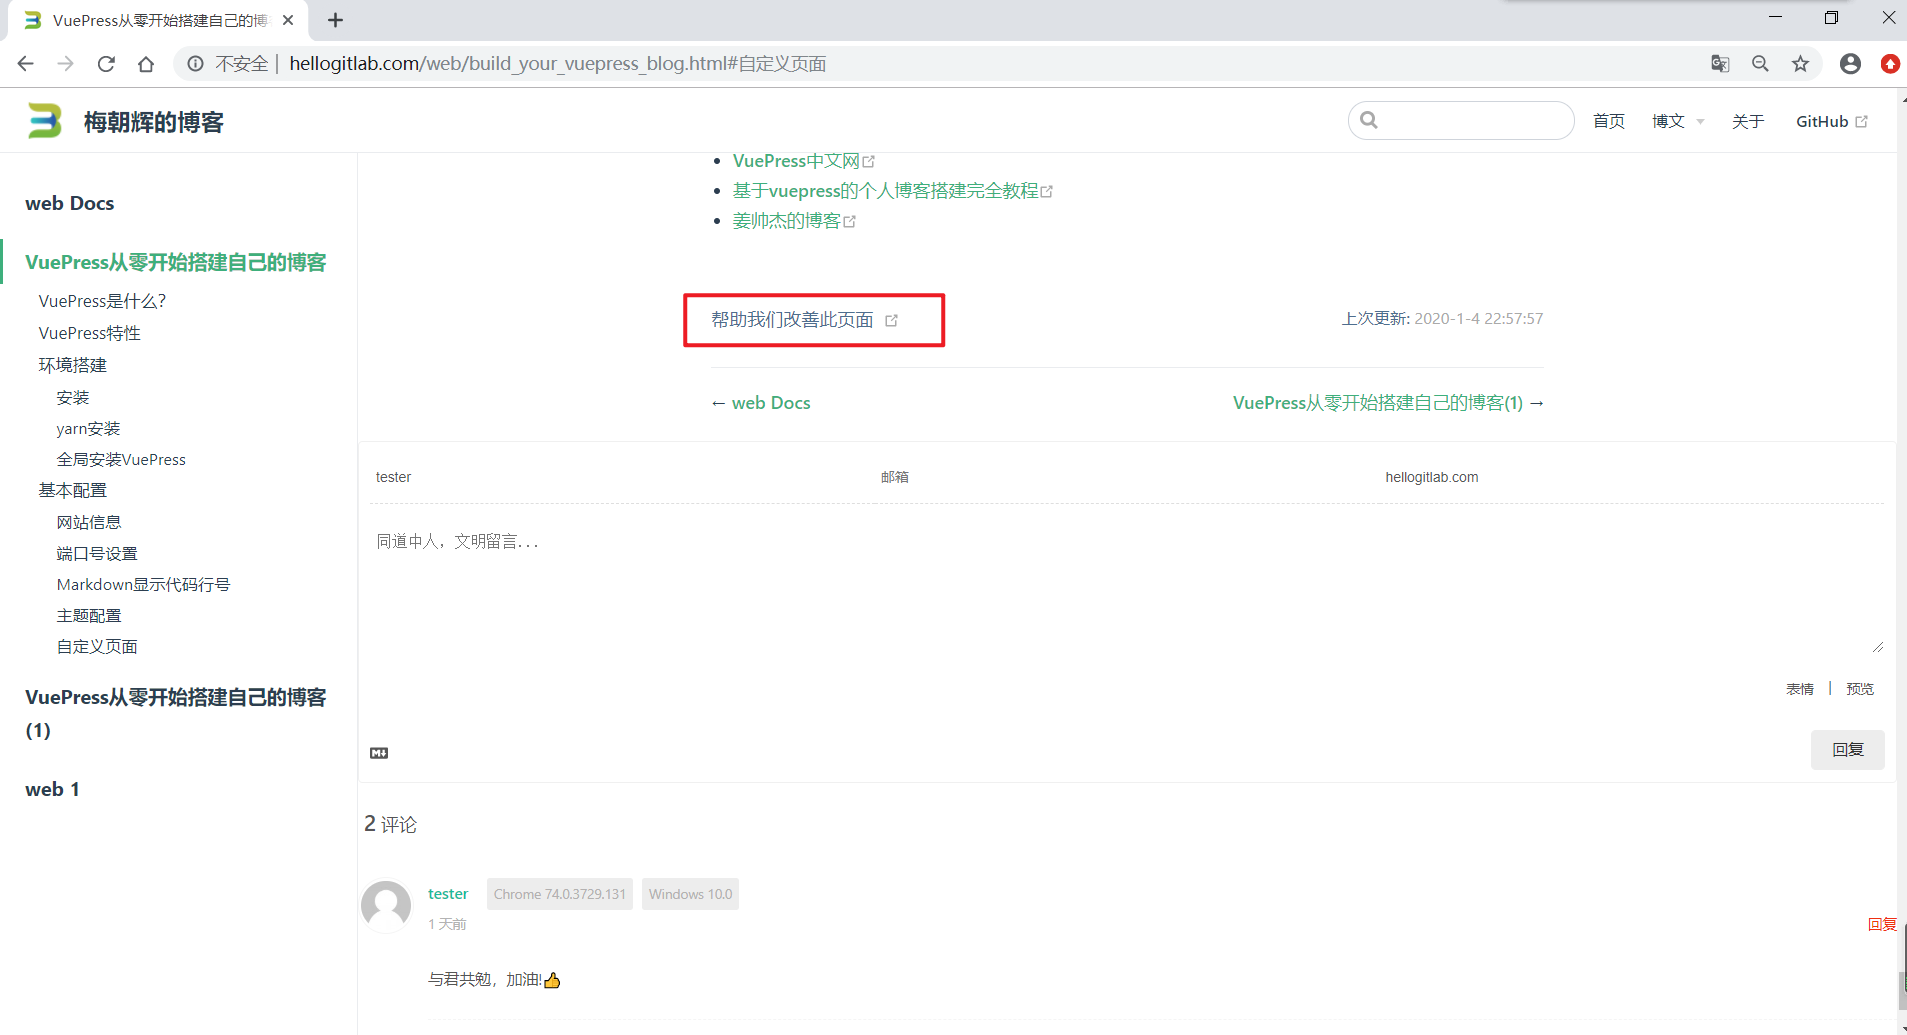 VuePress从零开始搭建自己的博
不安全 | hellogitlab.com/web/build_your_vuepress_blog.html#自定义页面
梅朝辉的博客
首页 博文 关于 GitHub
web Docs
VuePress从零开始搭建自己的博客
VuePress是什么?
VuePress特性
环境搭建
安装
yarn安装
全局安装VuePress
基本配置
网站信息
端口号设置
Markdown显示代码行号
主题配置
自定义页面
VuePress从零开始搭建自己的博客
(1)
web 1
VuePress中文网
基于vuepress的个人博客搭建完全教程
姜帅杰的博客
帮助我们改善此页面
上次更新: 2020-1-4 22:57:57
← web Docs
VuePress从零开始搭建自己的博客(1) →
tester 邮箱 hellogitlab.com
同道中人，文明留言...
表情 | 预览
M↓
回复
2 评论
tester Chrome 74.0.3729.131 Windows 10.0
1 天前
回复
与君共勉，加油!👍